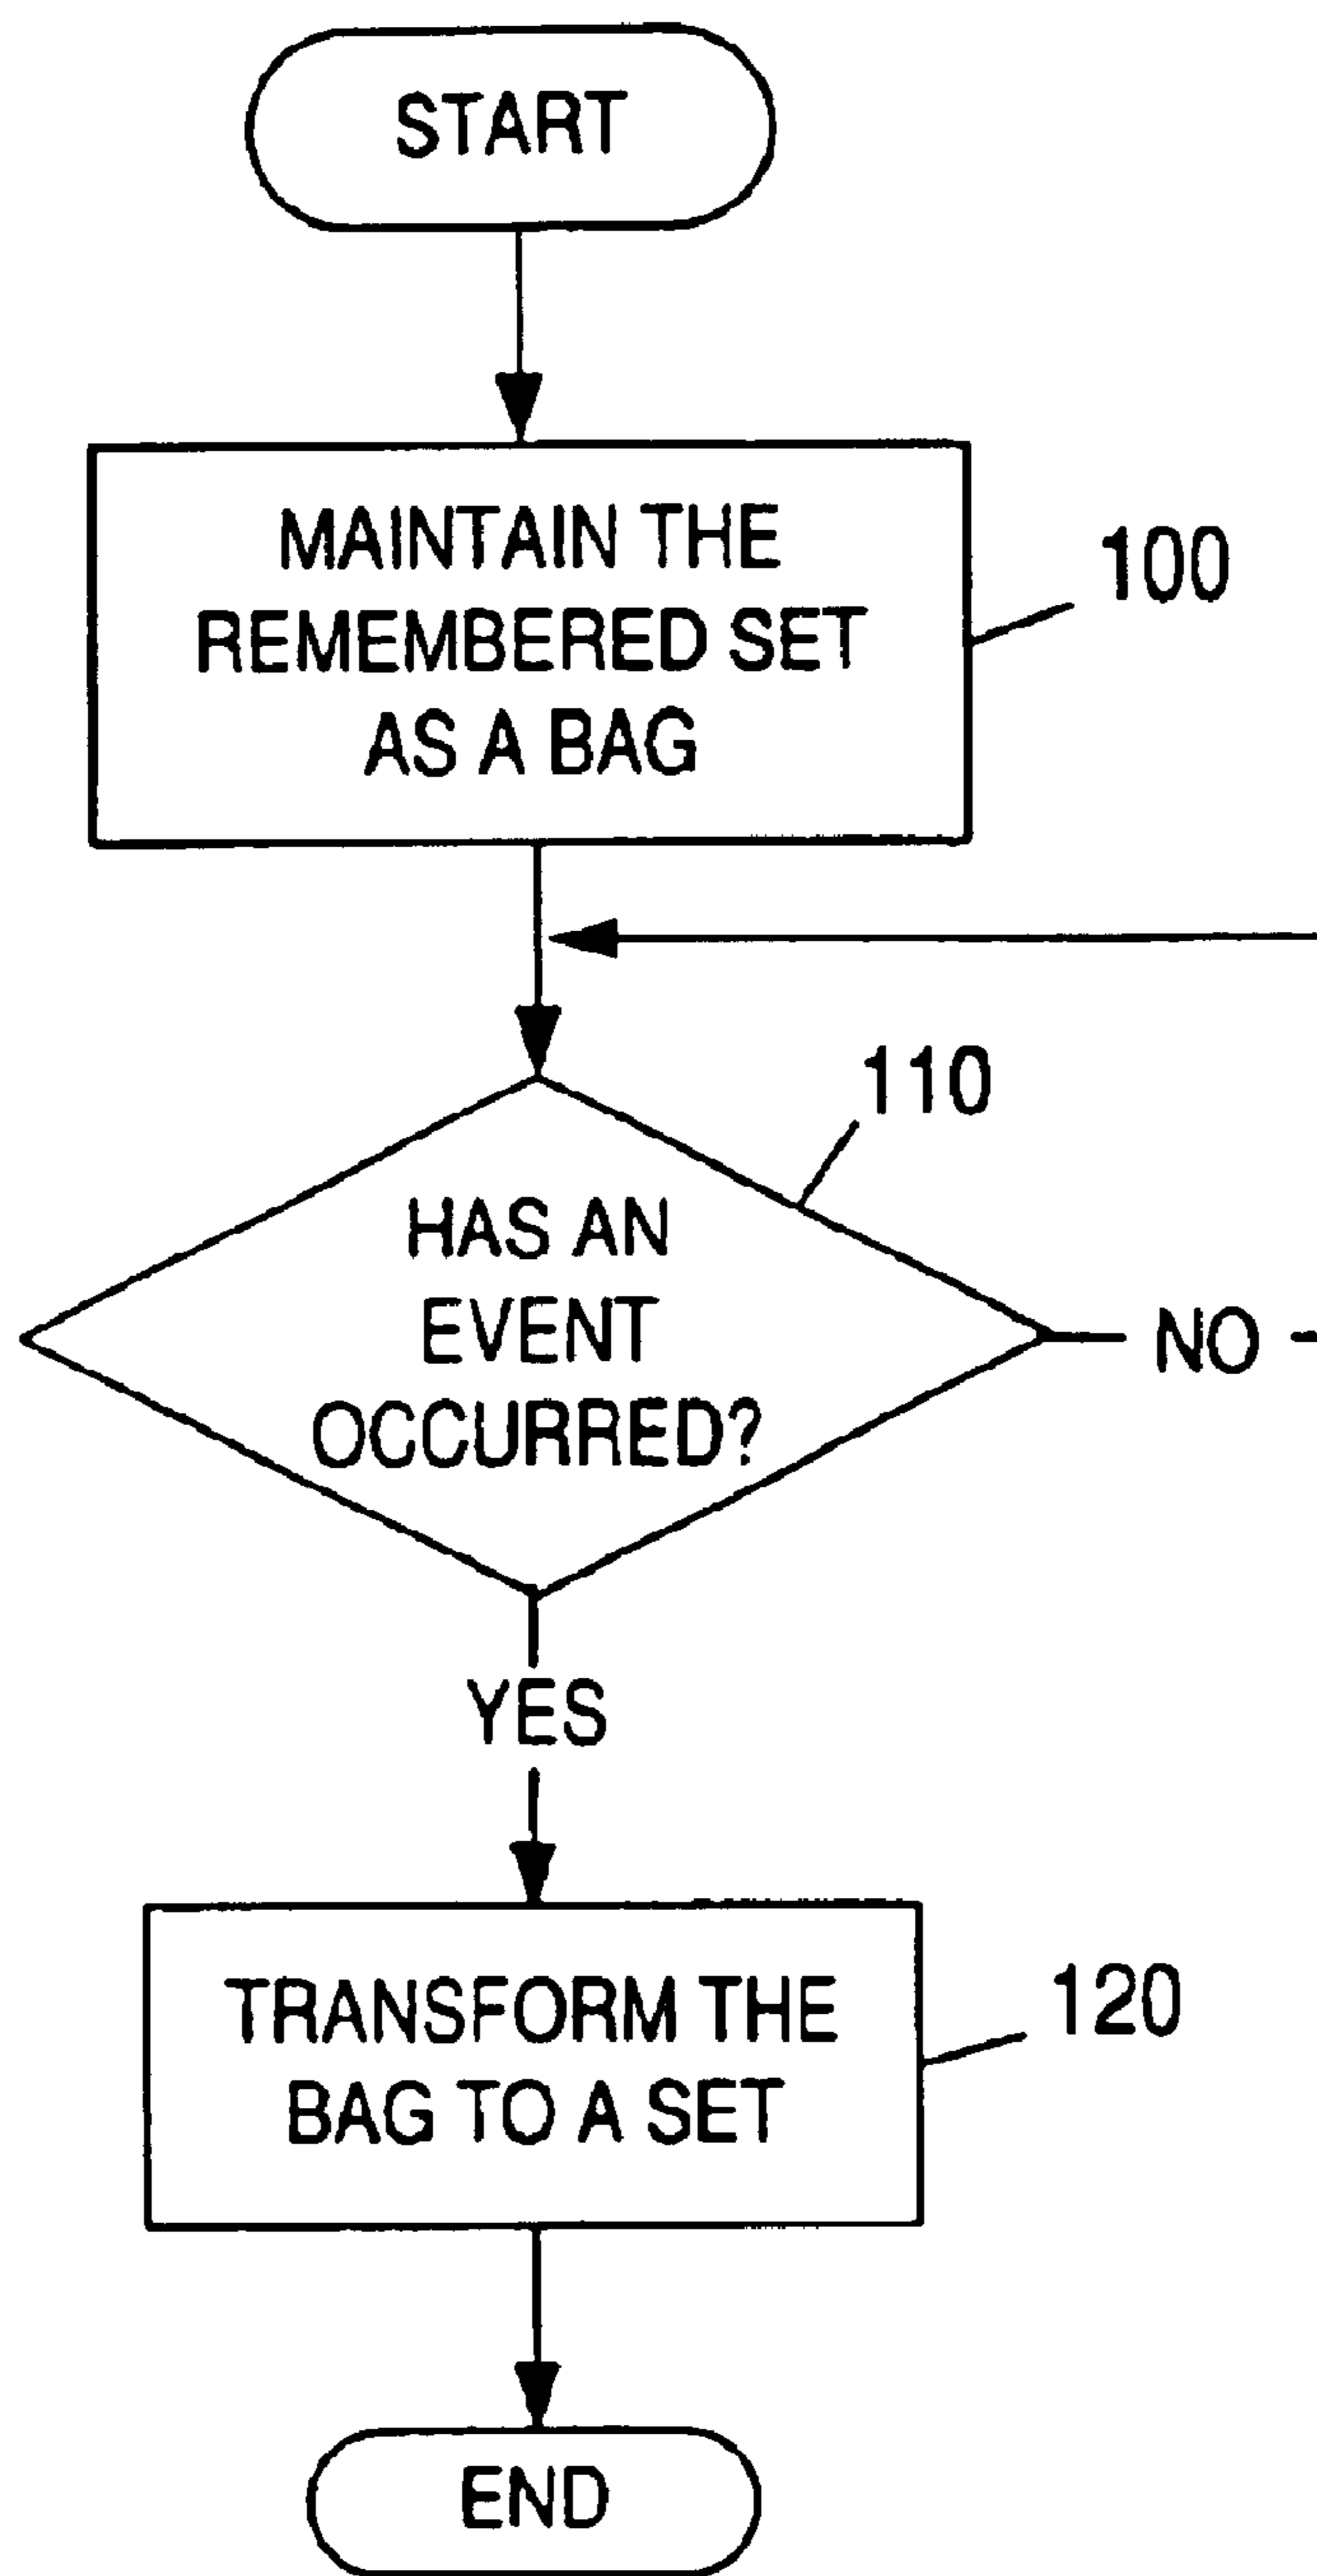 START
MAINTAIN THE
REMEMBERED SET
AS A BAG
100
110
HAS AN
EVENT
OCCURRED?
NO
YES
TRANSFORM THE
BAG TO A SET
120
END